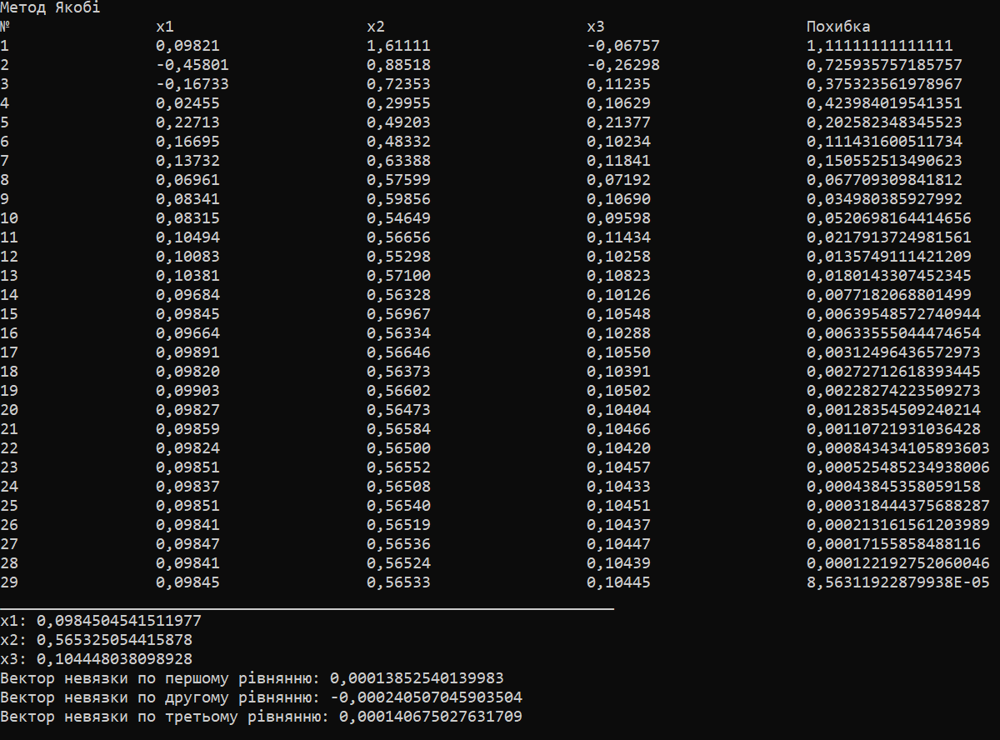 Метод Якобі
№ x1 x2 x3 Похибка
1 0,09821 1,61111 -0,06757 1,11111111111111
2 -0,45801 0,88518 -0,26298 0,725935757185757
3 -0,16733 0,72353 0,11235 0,375323561978967
4 0,02455 0,29955 0,10629 0,423984019541351
5 0,22713 0,49203 0,21377 0,202582348345523
6 0,16695 0,48332 0,10234 0,111431600511734
7 0,13732 0,63388 0,11841 0,150552513490623
8 0,06961 0,57599 0,07192 0,067709309841812
9 0,08341 0,59856 0,10690 0,034980385927992
10 0,08315 0,54649 0,09598 0,0520698164414656
11 0,10494 0,56656 0,11434 0,0217913724981561
12 0,10083 0,55298 0,10258 0,0135749111421209
13 0,10381 0,57100 0,10823 0,0180143307452345
14 0,09684 0,56328 0,10126 0,0077182068801499
15 0,09845 0,56967 0,10548 0,00639548572740944
16 0,09664 0,56334 0,10288 0,00633555044474654
17 0,09891 0,56646 0,10550 0,00312496436572973
18 0,09820 0,56373 0,10391 0,00272712618393445
19 0,09903 0,56602 0,10502 0,00228274223509273
20 0,09827 0,56473 0,10404 0,00128354509240214
21 0,09859 0,56584 0,10466 0,00110721931036428
22 0,09824 0,56500 0,10420 0,000843434105893603
23 0,09851 0,56552 0,10457 0,000525485234938006
24 0,09837 0,56508 0,10433 0,00043845358059158
25 0,09851 0,56540 0,10451 0,000318444375688287
26 0,09841 0,56519 0,10437 0,000213161561203989
27 0,09847 0,56536 0,10447 0,00017155858488116
28 0,09841 0,56524 0,10439 0,000122192752060046
29 0,09845 0,56533 0,10445 8,56311922879938E-05
x1: 0,0984504541511977
x2: 0,565325054415878
x3: 0,104448038098928
Вектор невязки по першому рівнянню: 0,00013852540139983
Вектор невязки по другому рівнянню: -0,000240507045903504
Вектор невязки по третьому рівнянню: 0,000140675027631709